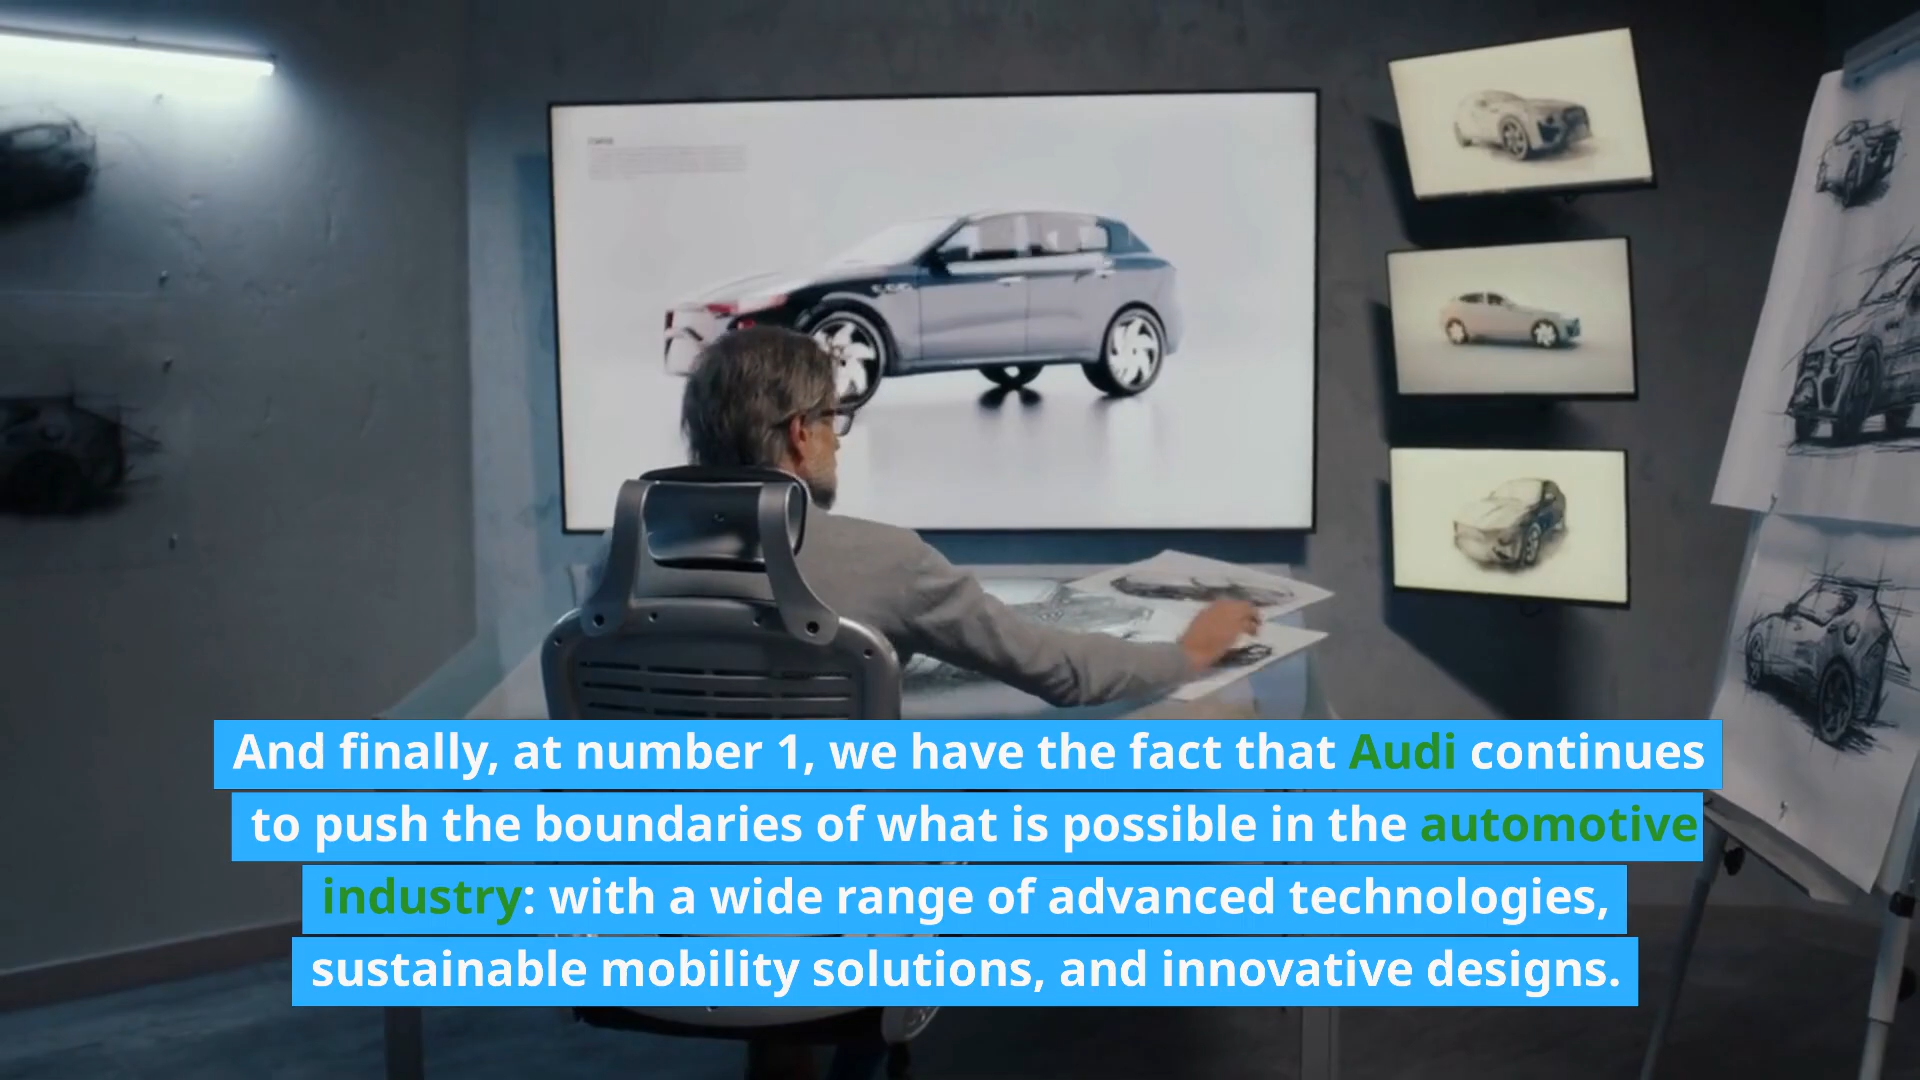 And finally, at number 1, we have the fact that Audi continues
to push the boundaries of what is possible in the automotive
industry: with a wide range of advanced technologies,
sustainable mobility solutions, and innovative designs.